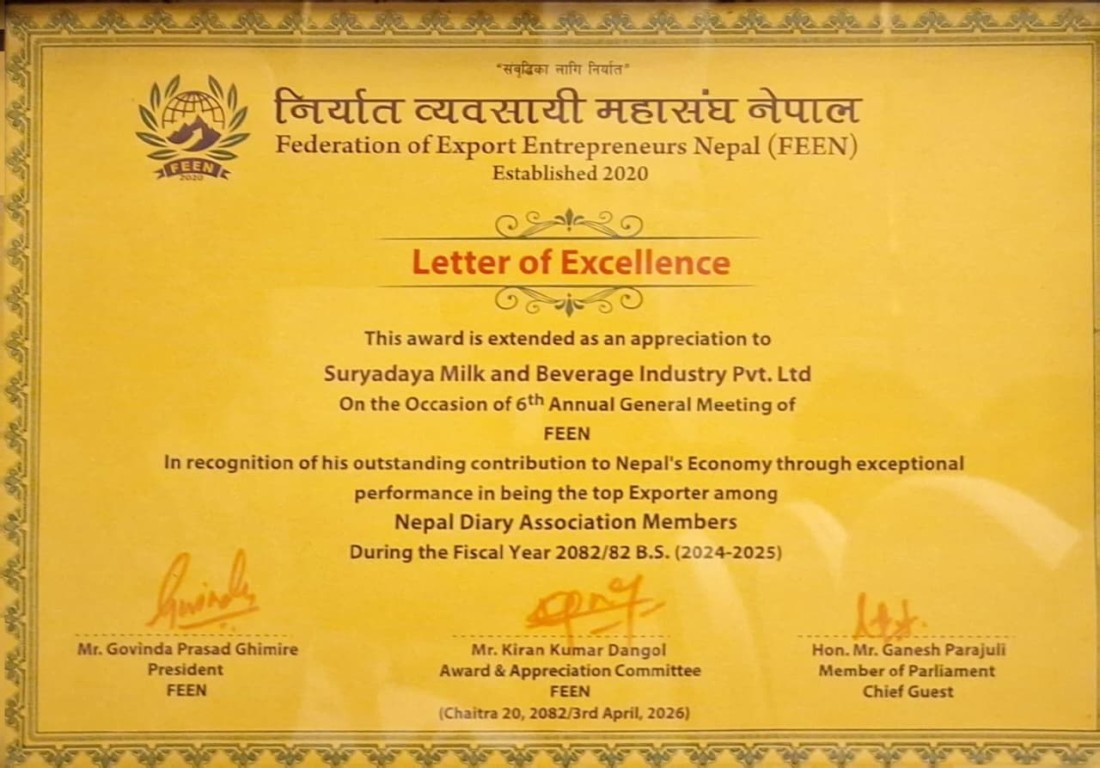 "संवृद्धिका लागि निर्यात"
निर्यात व्यवसायी महासंघ नेपाल
Federation of Export Entrepreneurs Nepal (FEEN)
Established 2020
FEEN
2020
Letter of Excellence
This award is extended as an appreciation to
Suryadaya Milk and Beverage Industry Pvt. Ltd
On the Occasion of 6th Annual General Meeting of
FEEN
In recognition of his outstanding contribution to Nepal's Economy through exceptional
performance in being the top Exporter among
Nepal Diary Association Members
During the Fiscal Year 2082/82 B.S. (2024-2025)
Mr. Govinda Prasad Ghimire
President
FEEN
Mr. Kiran Kumar Dangol
Award & Appreciation Committee
FEEN
(Chaitra 20, 2082/3rd April, 2026)
Hon. Mr. Ganesh Parajuli
Member of Parliament
Chief Guest